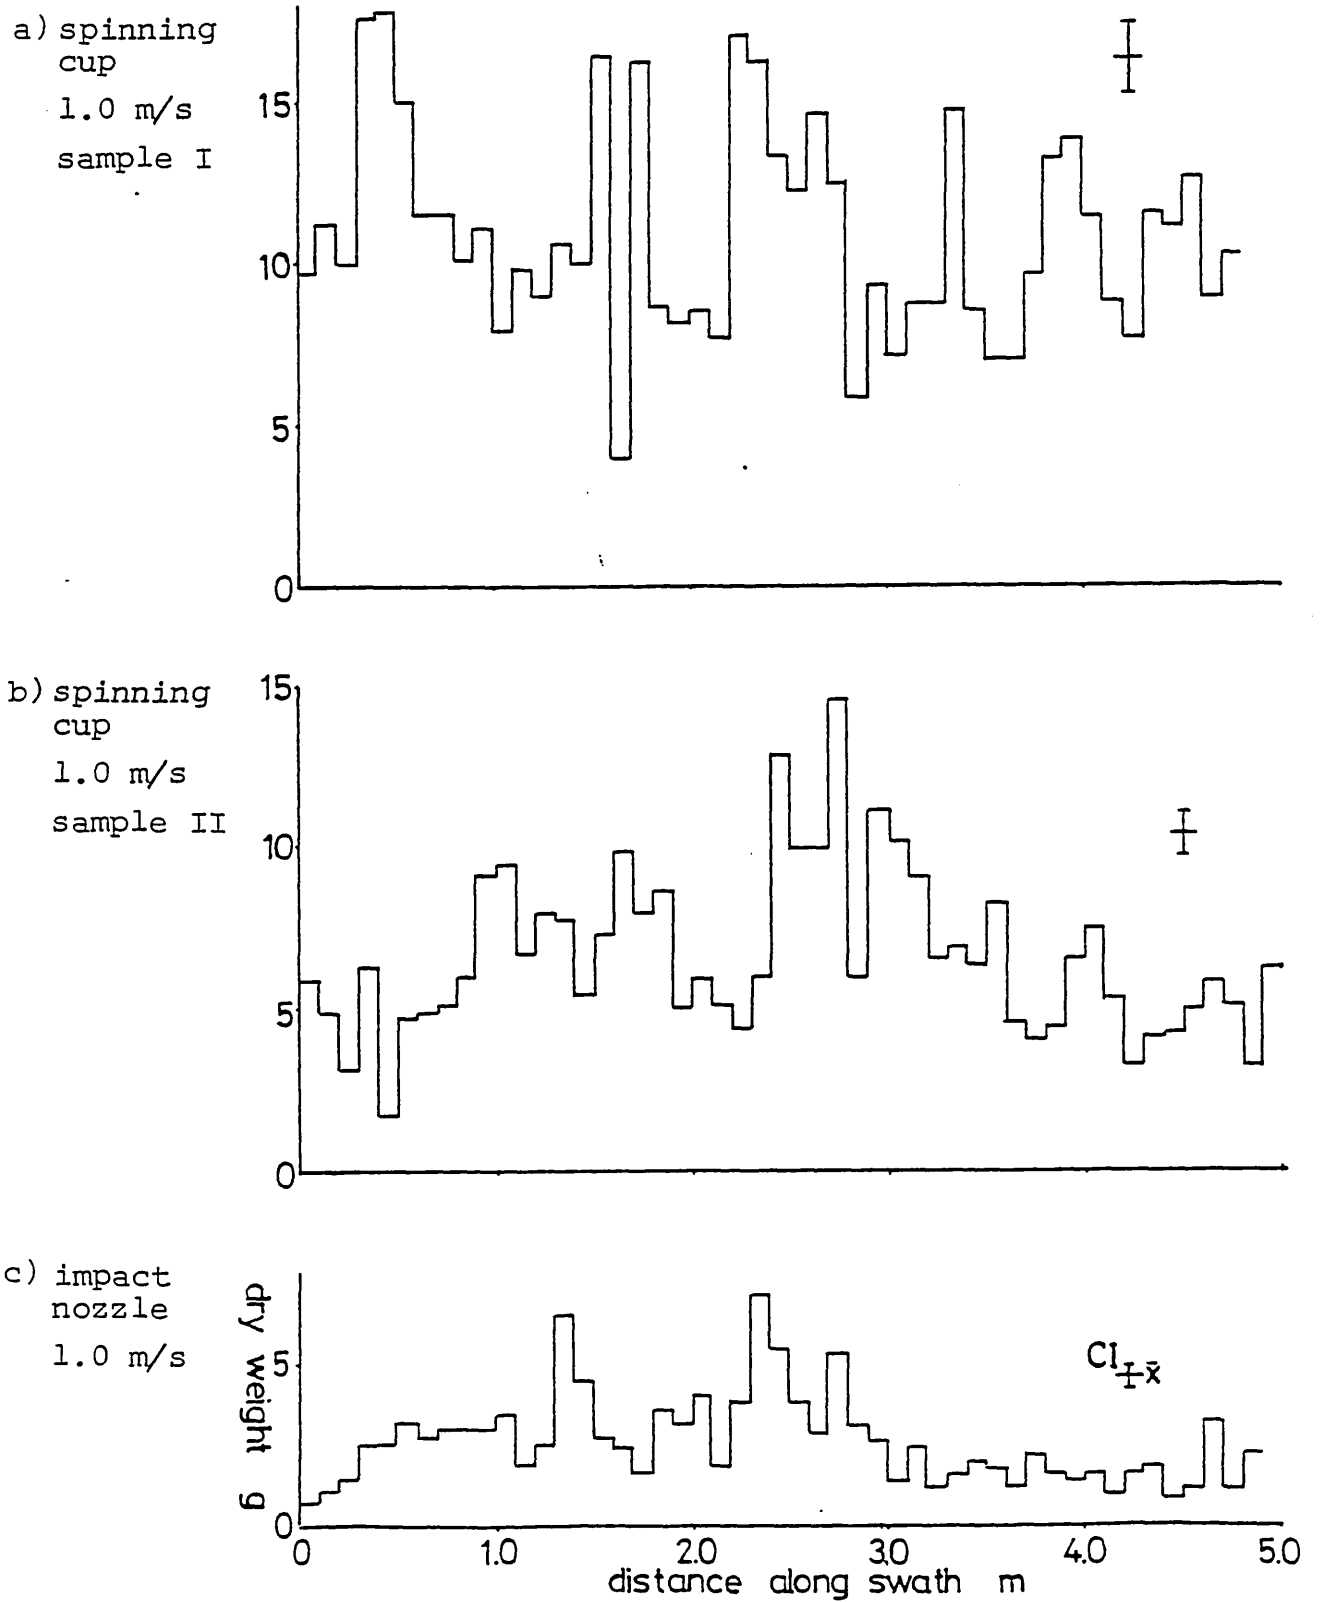 a) spinning
cup
1.0 m/s
sample I
15
10
5
0
b) spinning
cup
1.0 m/s
sample II
15
10
5
0
c) impact
nozzle
1.0 m/s
dry weight g
5
0
CI x̄
0 1.0 2.0 3.0 4.0 5.0
distance along swath m